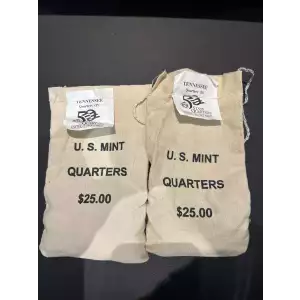 TENNESSEE
U. S. MINT
QUARTERS
$25.00
TENNESSEE
U. S. MINT
QUARTERS
$25.00